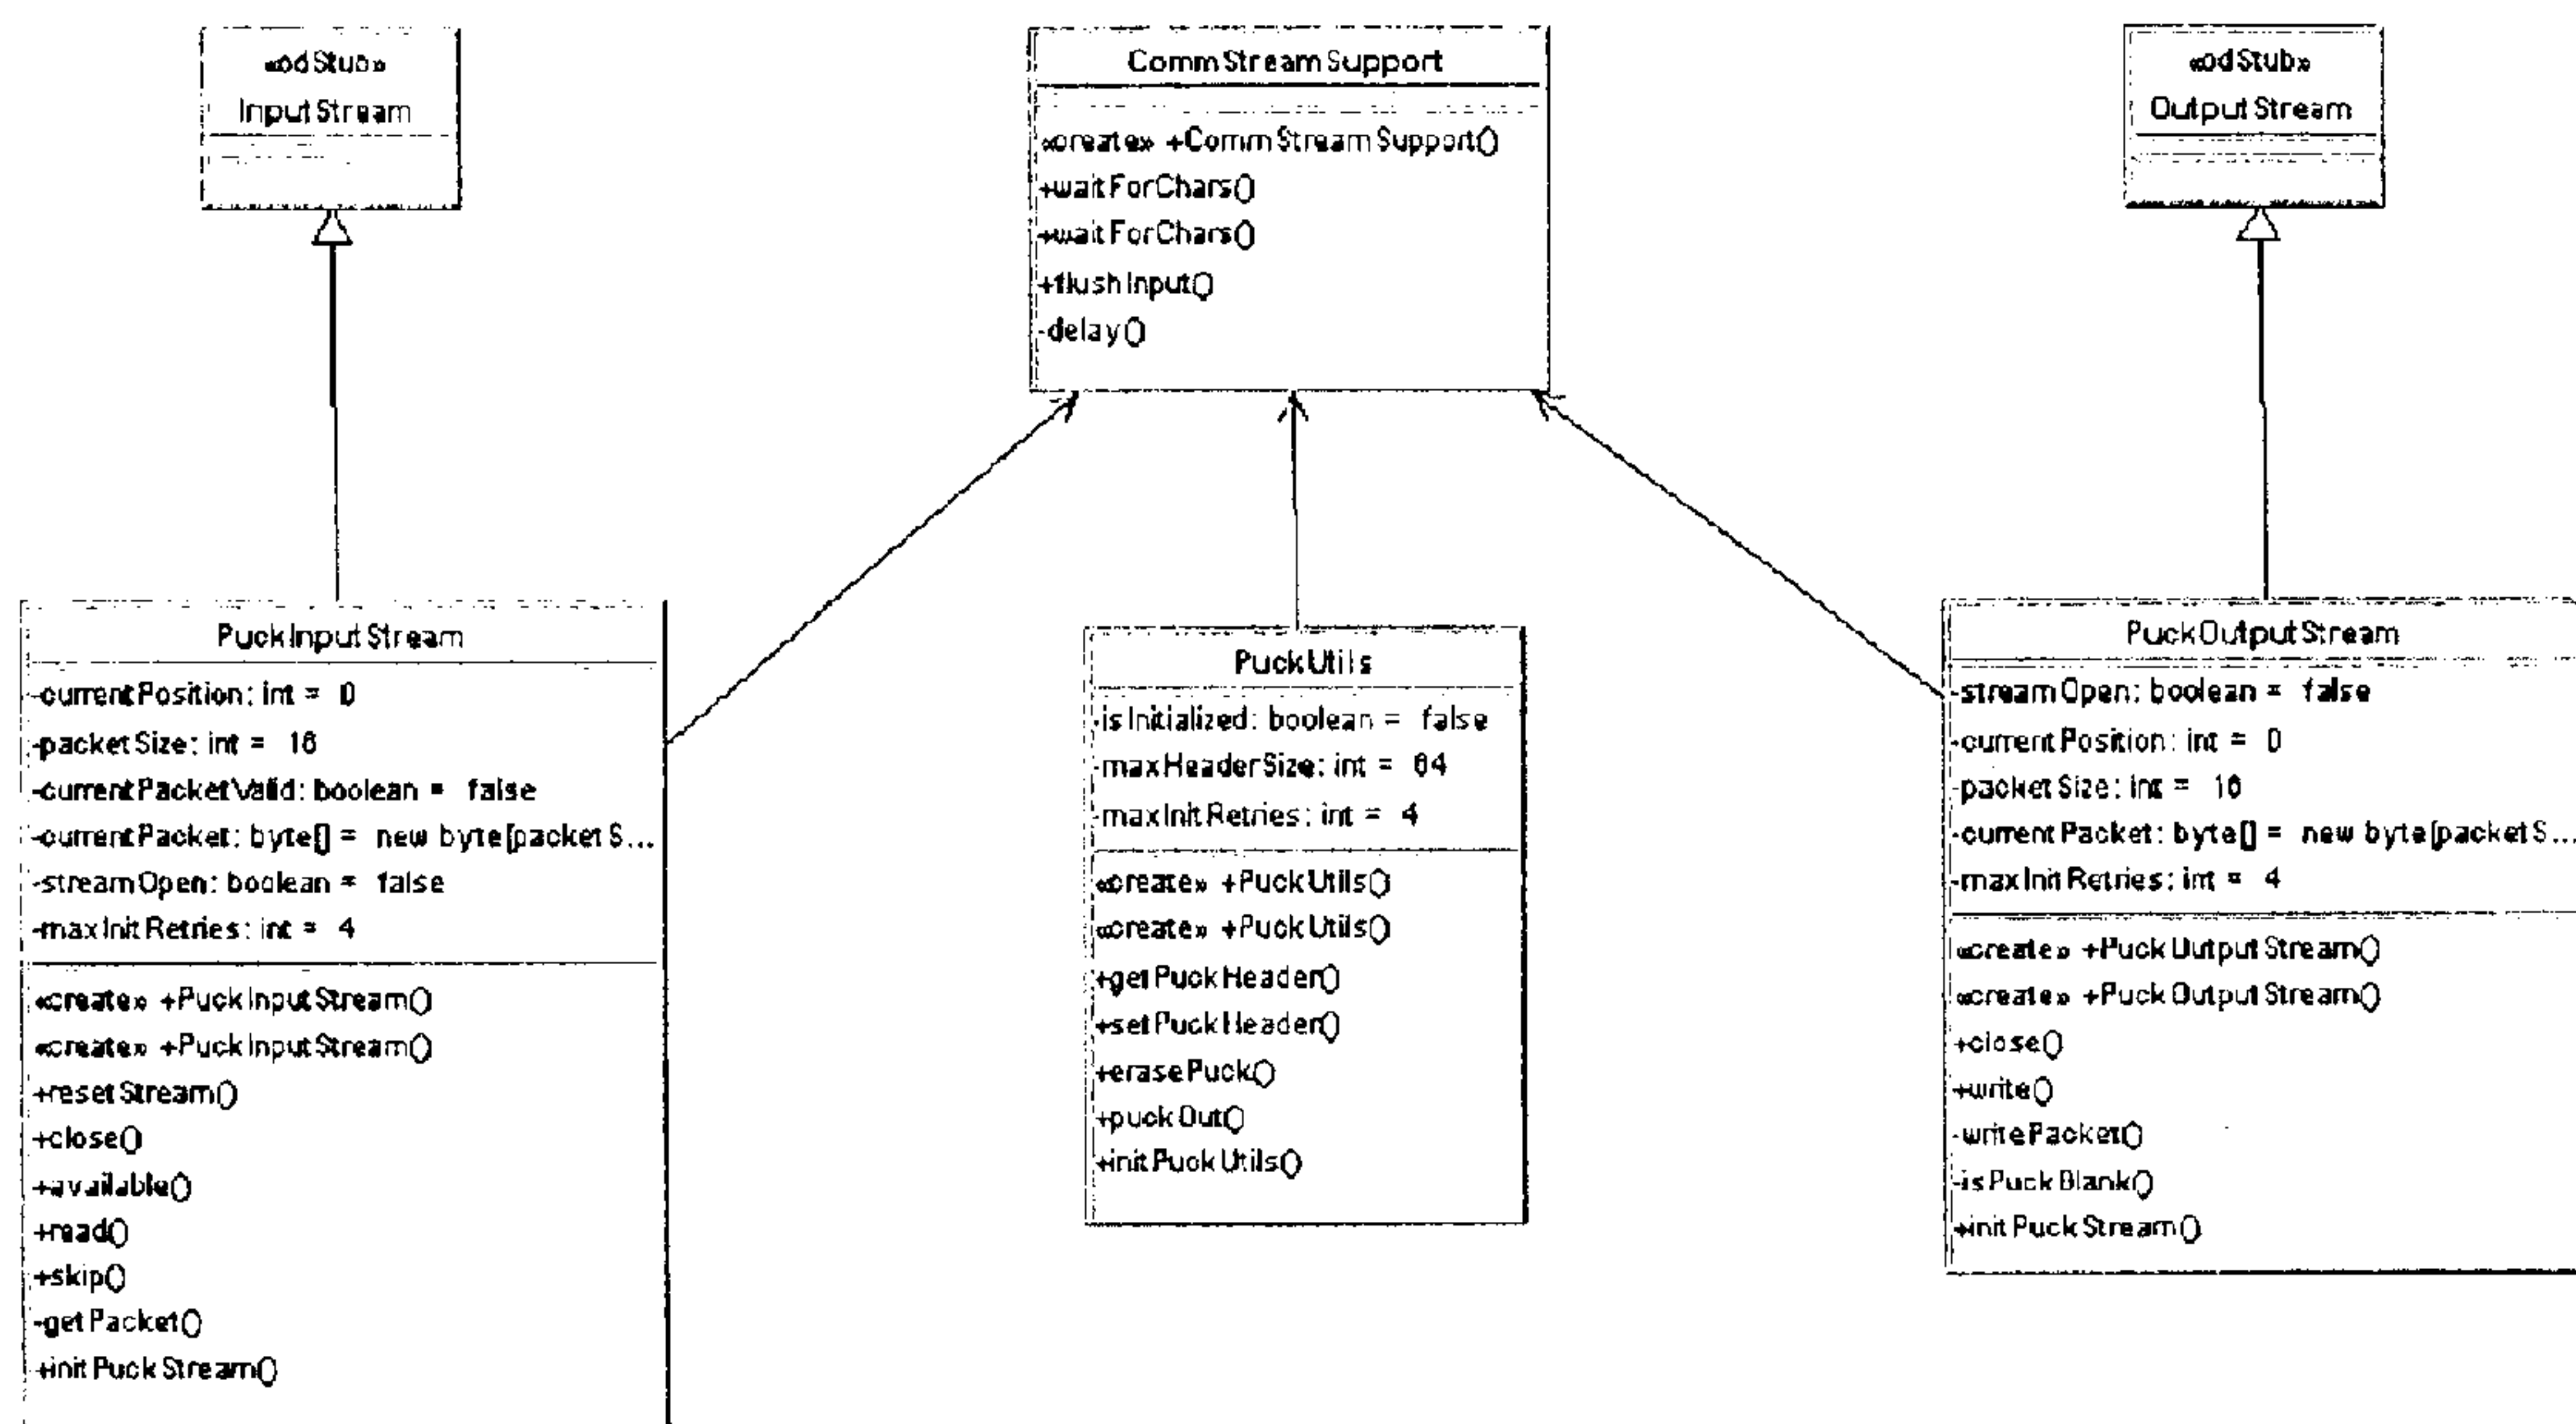 «odStub»
InputStream
CommStreamSupport
«create» +CommStreamSupport()
+waitForChars()
+waitForChars()
+flushInput()
-delay()
«odStub»
OutputStream
PuckInputStream
-currentPosition: int = 0
-packetSize: int = 16
-currentPacketValid: boolean = false
-currentPacket: byte[] = new byte[packetS...
-streamOpen: boolean = false
-maxInitRetries: int = 4
«create» +PuckInputStream()
«create» +PuckInputStream()
+resetStream()
+close()
+available()
+read()
+skip()
-getPacket()
+initPuckStream()
PuckUtils
-isInitialized: boolean = false
-maxHeaderSize: int = 64
-maxInitRetries: int = 4
«create» +PuckUtils()
«create» +PuckUtils()
+getPuckHeader()
+setPuckHeader()
+erasePuck()
+puckOut()
+initPuckUtils()
PuckOutputStream
-streamOpen: boolean = false
-currentPosition: int = 0
-packetSize: int = 16
-currentPacket: byte[] = new byte[packetS...
-maxInitRetries: int = 4
«create» +PuckOutputStream()
«create» +PuckOutputStream()
+close()
+write()
-writePacket()
-isPuckBlank()
+initPuckStream()